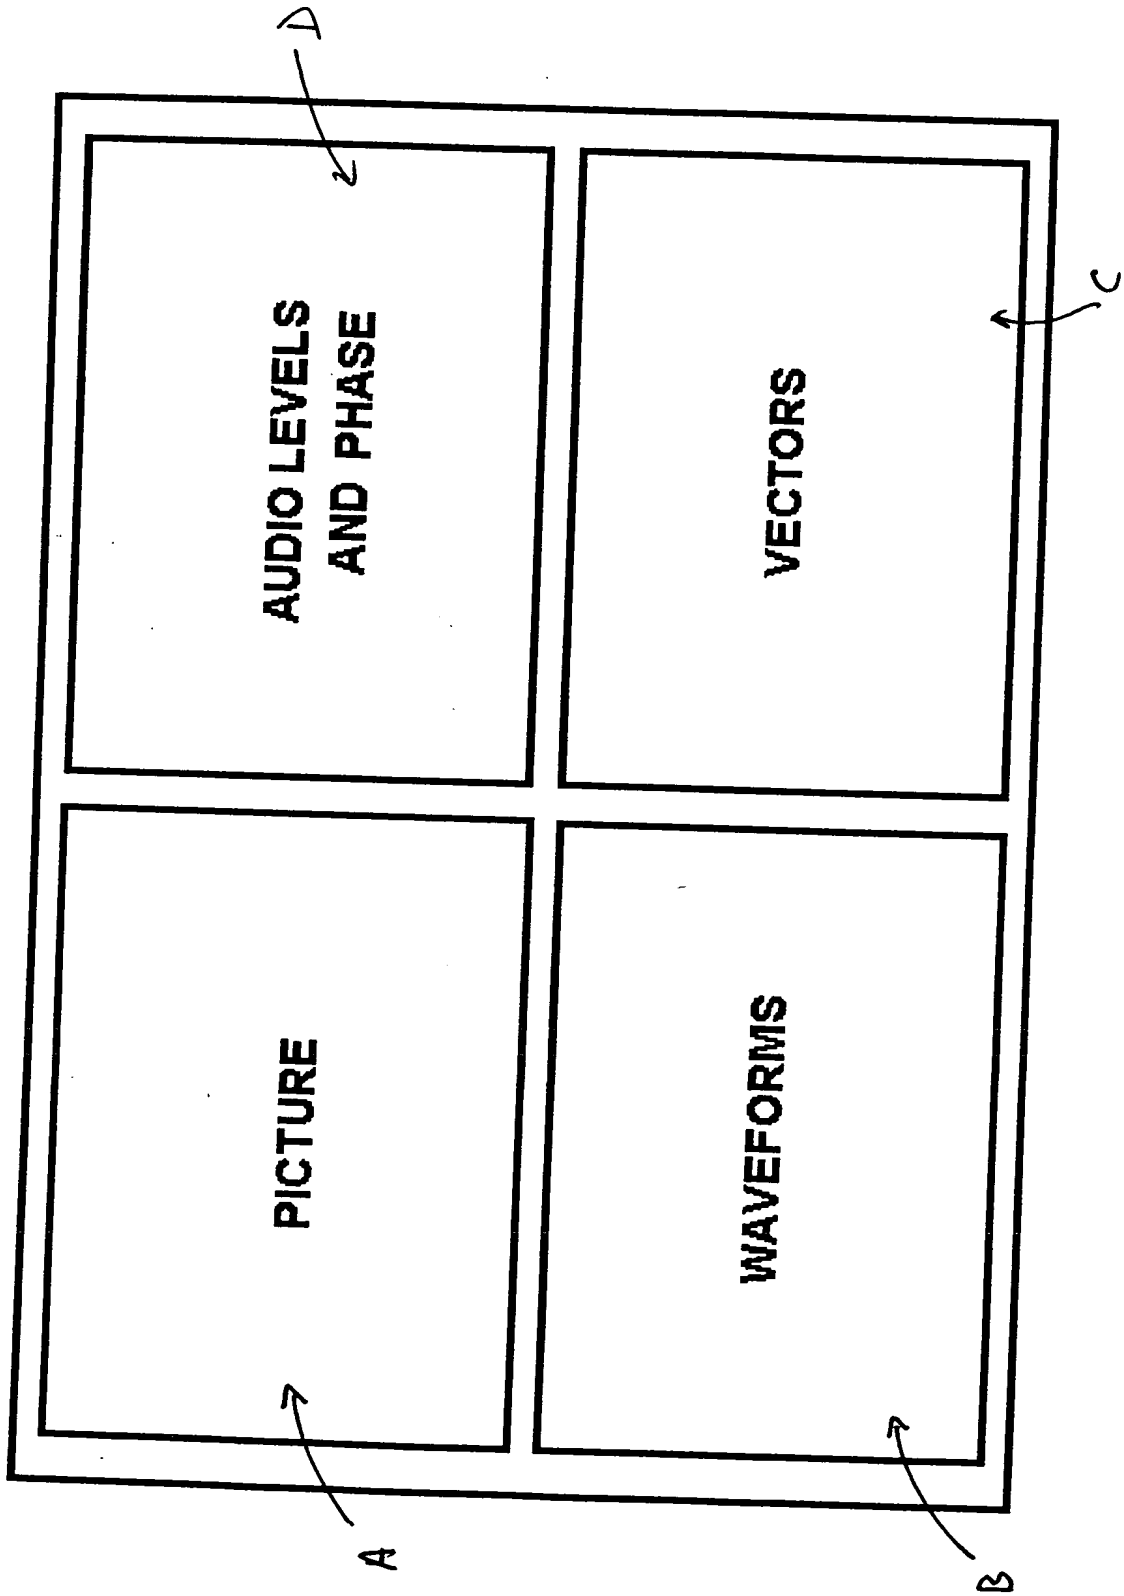 D
PICTURE
AUDIO LEVELS
AND PHASE
A
WAVEFORMS
VECTORS
B
C